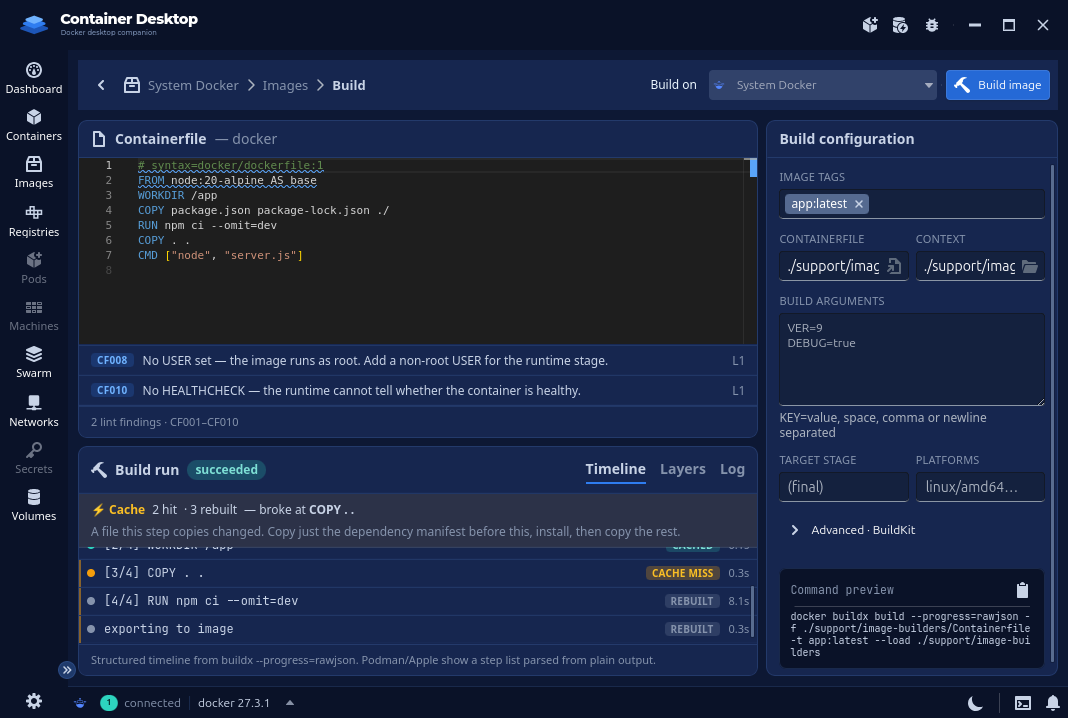 Container Desktop
Docker desktop companion
Dashboard
Containers
Images
Registries
Pods
Machines
Swarm
Networks
Secrets
Volumes
System Docker
Images
Build
Build on
System Docker
Build image
Containerfile — docker
1 # syntax=docker/dockerfile:1
2 FROM node:20-alpine AS base
3 WORKDIR /app
4 COPY package.json package-lock.json ./
5 RUN npm ci --omit=dev
6 COPY . .
7 CMD ["node", "server.js"]
8
CF008 No USER set — the image runs as root. Add a non-root USER for the runtime stage. L1
CF010 No HEALTHCHECK — the runtime cannot tell whether the container is healthy. L1
2 lint findings · CF001–CF010
Build run succeeded
Timeline Layers Log
⚡ Cache 2 hit · 3 rebuilt — broke at COPY . .
A file this step copies changed. Copy just the dependency manifest before this, install, then copy the rest.
[2/4] WORKDIR /app CACHED
[3/4] COPY . . CACHE MISS 0.3s
[4/4] RUN npm ci --omit=dev REBUILT 8.1s
exporting to image REBUILT 0.3s
Structured timeline from buildx --progress=rawjson. Podman/Apple show a step list parsed from plain output.
Build configuration
IMAGE TAGS
app:latest
CONTAINERFILE CONTEXT
./support/imag ./support/imag
BUILD ARGUMENTS
VER=9
DEBUG=true
KEY=value, space, comma or newline
separated
TARGET STAGE PLATFORMS
(final) linux/amd64…
Advanced · BuildKit
Command preview
docker buildx build --progress=rawjson -
f ./support/image-builders/Containerfile
-t app:latest --load ./support/image-bui
lders
1 connected docker 27.3.1